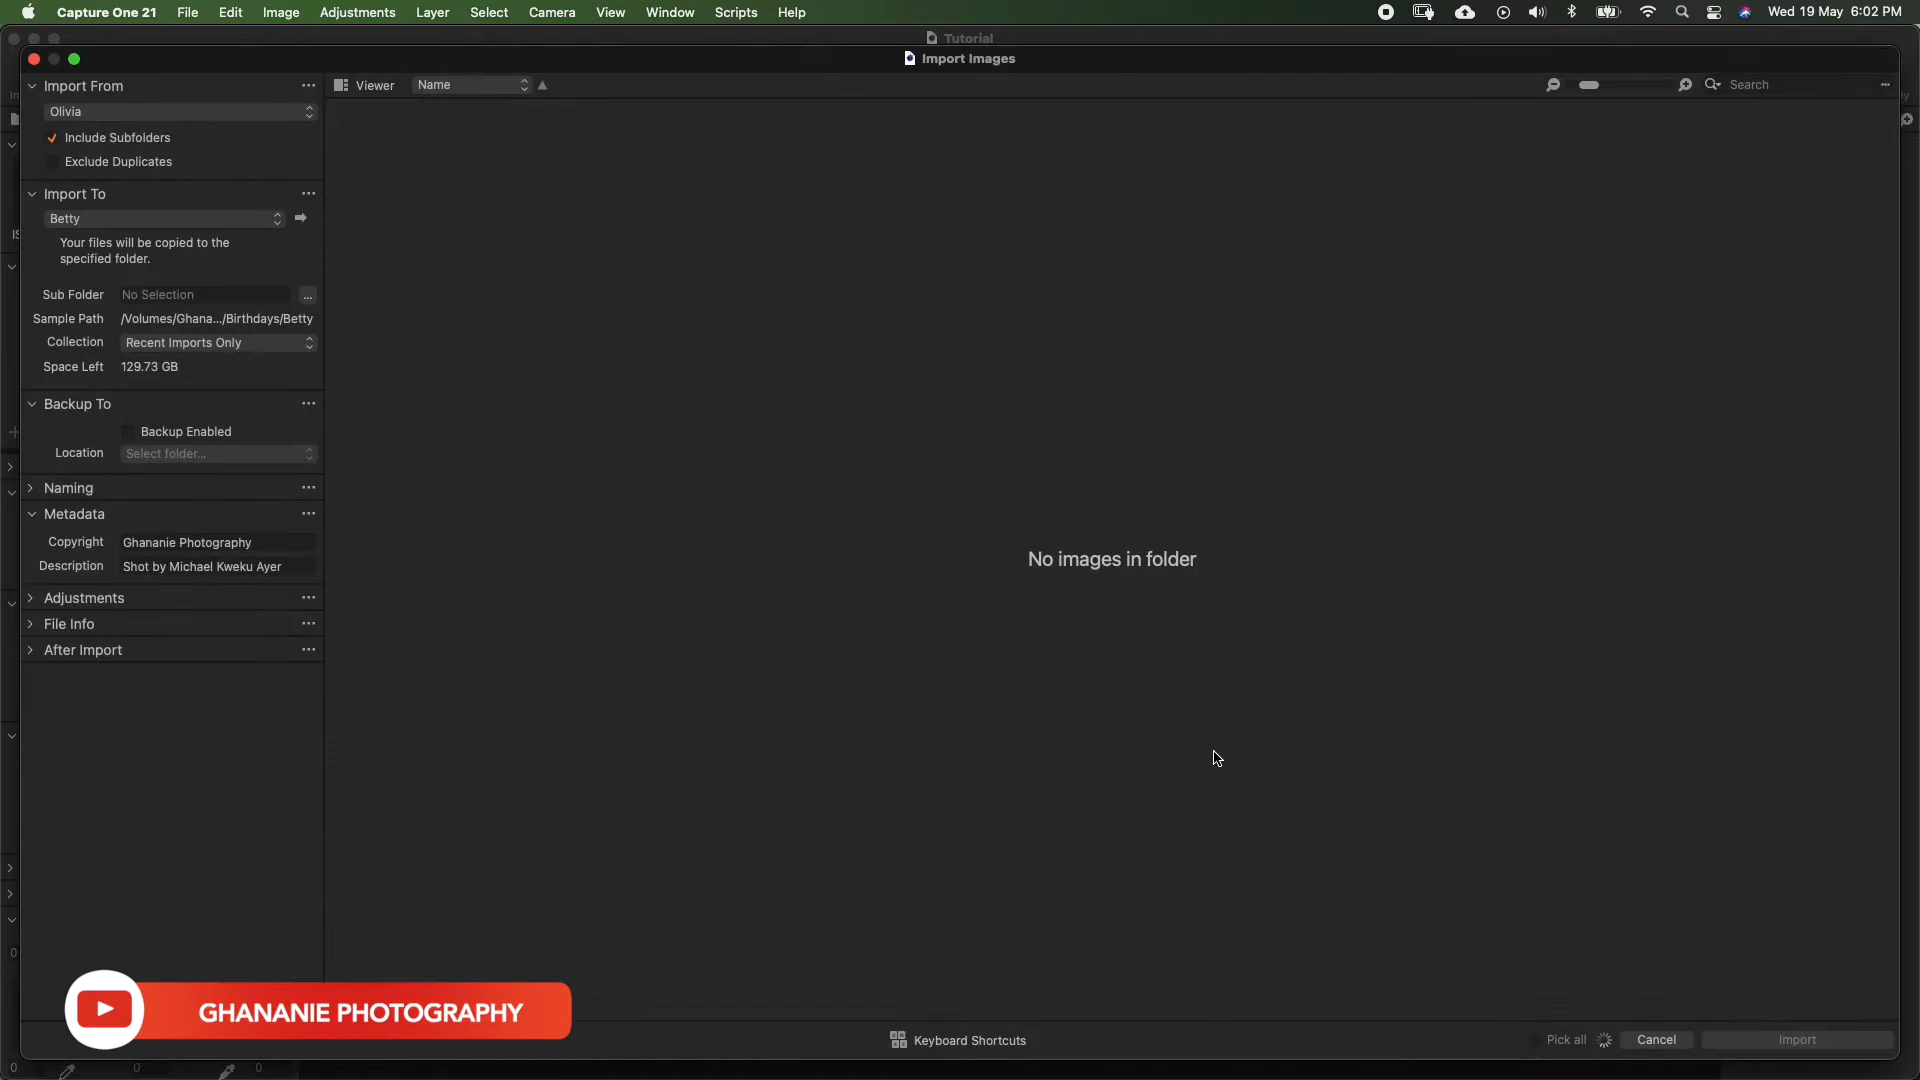 Capture One 21 File Edit Image Adjustments Layer Select Camera View Window Scripts Help Wed 19 May 6:02 PM
Tutorial
Import Images
Import From
Viewer Name Search
Olivia
Include Subfolders
Exclude Duplicates
Import To
Betty
Your files will be copied to the
specified folder.
Sub Folder No Selection ...
Sample Path /Volumes/Ghana.../Birthdays/Betty
Collection Recent Imports Only
Space Left 129.73 GB
Backup To
Backup Enabled
Location Select folder...
Naming
Metadata
Copyright Ghananie Photography
Description Shot by Michael Kweku Ayer
Adjustments
File Info
After Import
No images in folder
GHANANIE PHOTOGRAPHY
Keyboard Shortcuts
Pick all Cancel Import
0 0 0